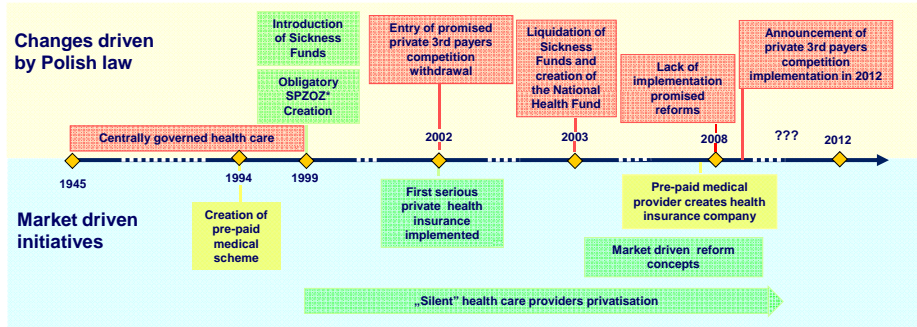 Changes driven
by Polish law
Introduction
of Sickness
Funds
Obligatory
SPZOZ*
Creation
Entry of promised
private 3rd payers
competition
withdrawal
Liquidation of
Sickness
Funds and
creation of
the National
Health Fund
Lack of
implementation
promised
reforms
Announcement of
private 3rd payers
competition
implementation in 2012
Centrally governed health care
2002
2003
2008
???
2012
1945
1994
1999
Market driven
initiatives
Creation of
pre-paid
medical
scheme
First serious
private health
insurance
implemented
Pre-paid medical
provider creates health
insurance company
Market driven reform
concepts
„Silent” health care providers privatisation